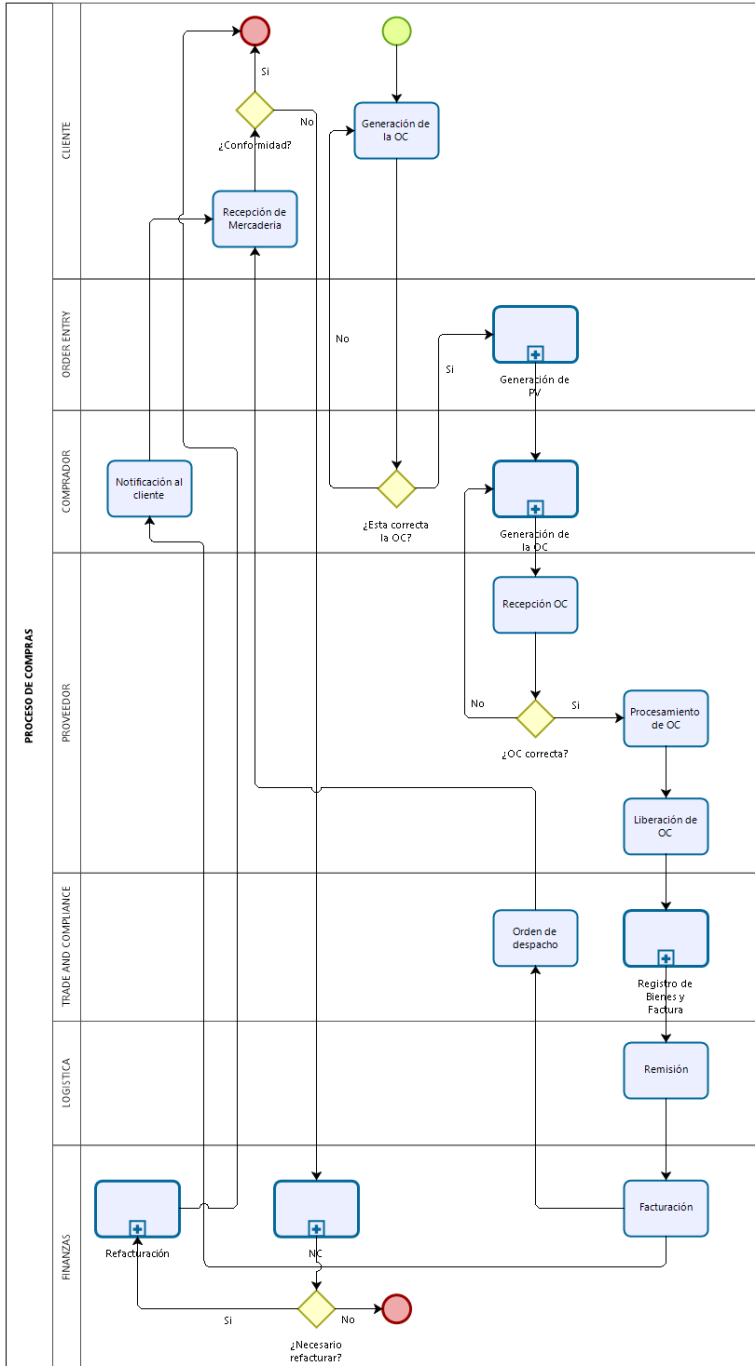 PROCESO DE COMPRAS
CLIENTE
Si
No
¿Conformidad?
Generación de
la OC
Recepción de
Mercaderia
ORDER ENTRY
No
Si
Generación de
PV
COMPRADOR
Notificación al
cliente
¿Esta correcta
la OC?
Generación de
la OC
PROVEEDOR
Recepción OC
No
Si
¿OC correcta?
Procesamiento
de OC
Liberación de
OC
TRADE AND COMPLIANCE
Orden de
despacho
Registro de
Bienes y
Factura
LOGISTICA
Remisión
FINANZAS
Refacturación
NC
Facturación
Si
No
¿Necesario
refacturar?